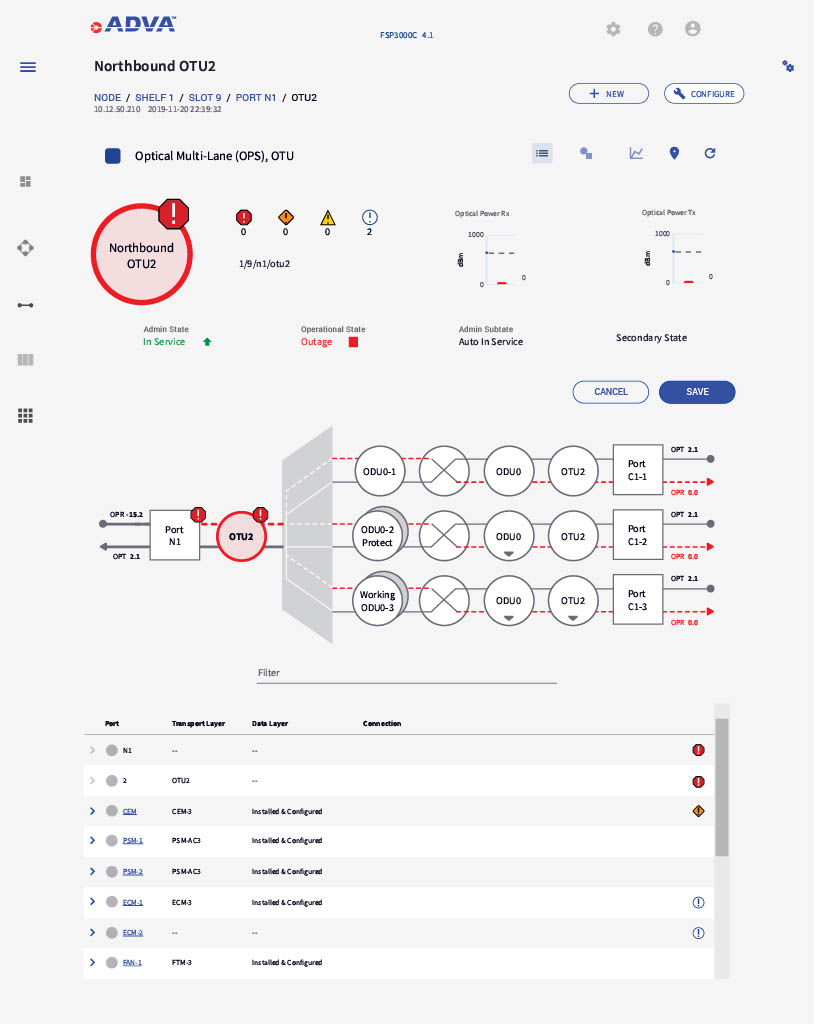 ADVA™
FSP3000C 4.1
Northbound OTU2
NODE / SHELF 1 / SLOT 9 / PORT N1 / OTU2
10.12.50.210 2019-11-20 22:39:32
NEW
CONFIGURE
Optical Multi-Lane (OPS), OTU
Northbound
OTU2
0 0 0 2
1/9/n1/otu2
Optical Power Rx
1000
dBm
0
0
Optical Power Tx
1000
dBm
0
0
Admin State
In Service
Operational State
Outage
Admin Substate
Auto In Service
Secondary State
CANCEL
SAVE
OPR -15.2
OPT 2.1
Port
N1
OTU2
ODU0-1
ODU0
OTU2
Port
C1-1
OPT 2.1
OPR 0.0
ODU0-2
Protect
ODU0
OTU2
Port
C1-2
OPT 2.1
OPR 0.0
Working
ODU0-3
ODU0
OTU2
Port
C1-3
OPT 2.1
OPR 0.0
Filter
Port Transport Layer Data Layer Connection
N1 -- --
2 OTU2 --
CEM CEM-3 Installed & Configured
PSM-1 PSM-AC3 Installed & Configured
PSM-2 PSM-AC3 Installed & Configured
ECM-1 ECM-3 Installed & Configured
ECM-2 -- --
FAN-1 FTM-3 Installed & Configured